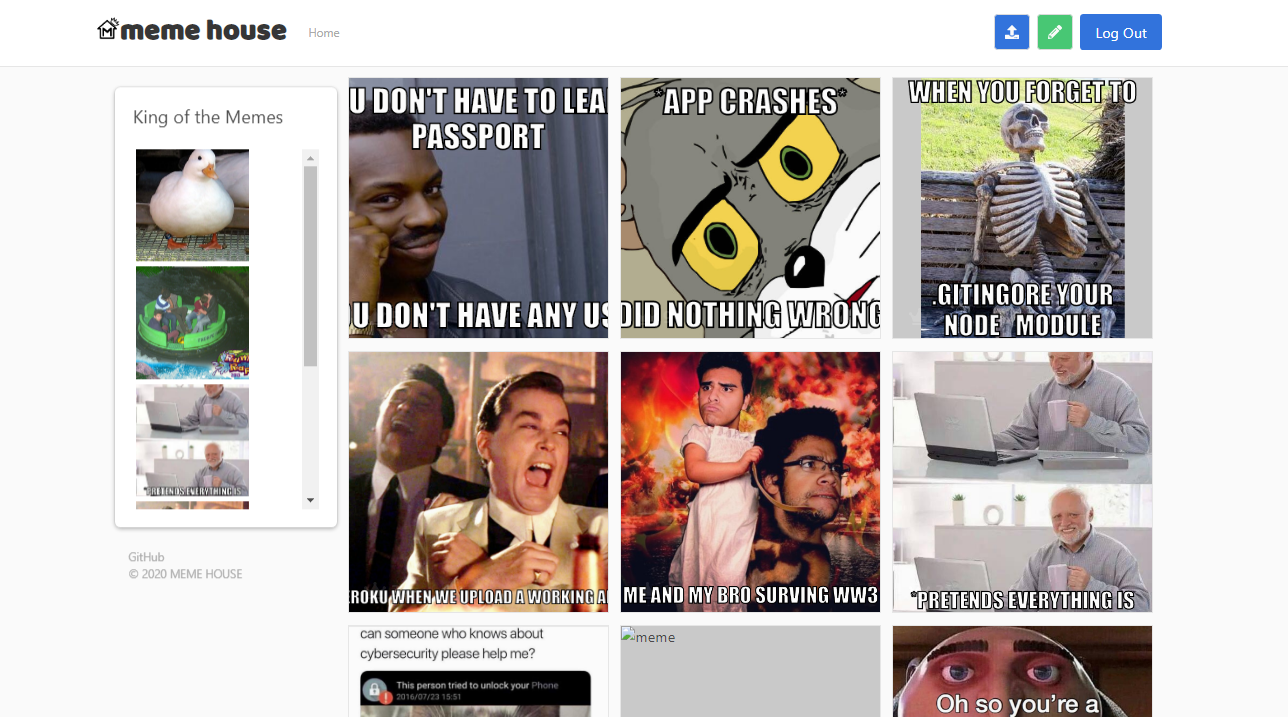 meme house
Home
Log Out
King of the Memes
*PRETENDS EVERYTHING IS
GitHub
© 2020 MEME HOUSE
U DON'T HAVE TO LEA
PASSPORT
U DON'T HAVE ANY US
*APP CRASHES*
DID NOTHING WRONG
WHEN YOU FORGET TO
.GITINGORE YOUR
NODE_MODULE
EROKU WHEN WE UPLOAD A WORKING A
ME AND MY BRO SURVING WW3
*PRETENDS EVERYTHING IS
can someone who knows about
cybersecurity please help me?
This person tried to unlock your Phone
2016/07/23 15:51
meme
Oh so you're a